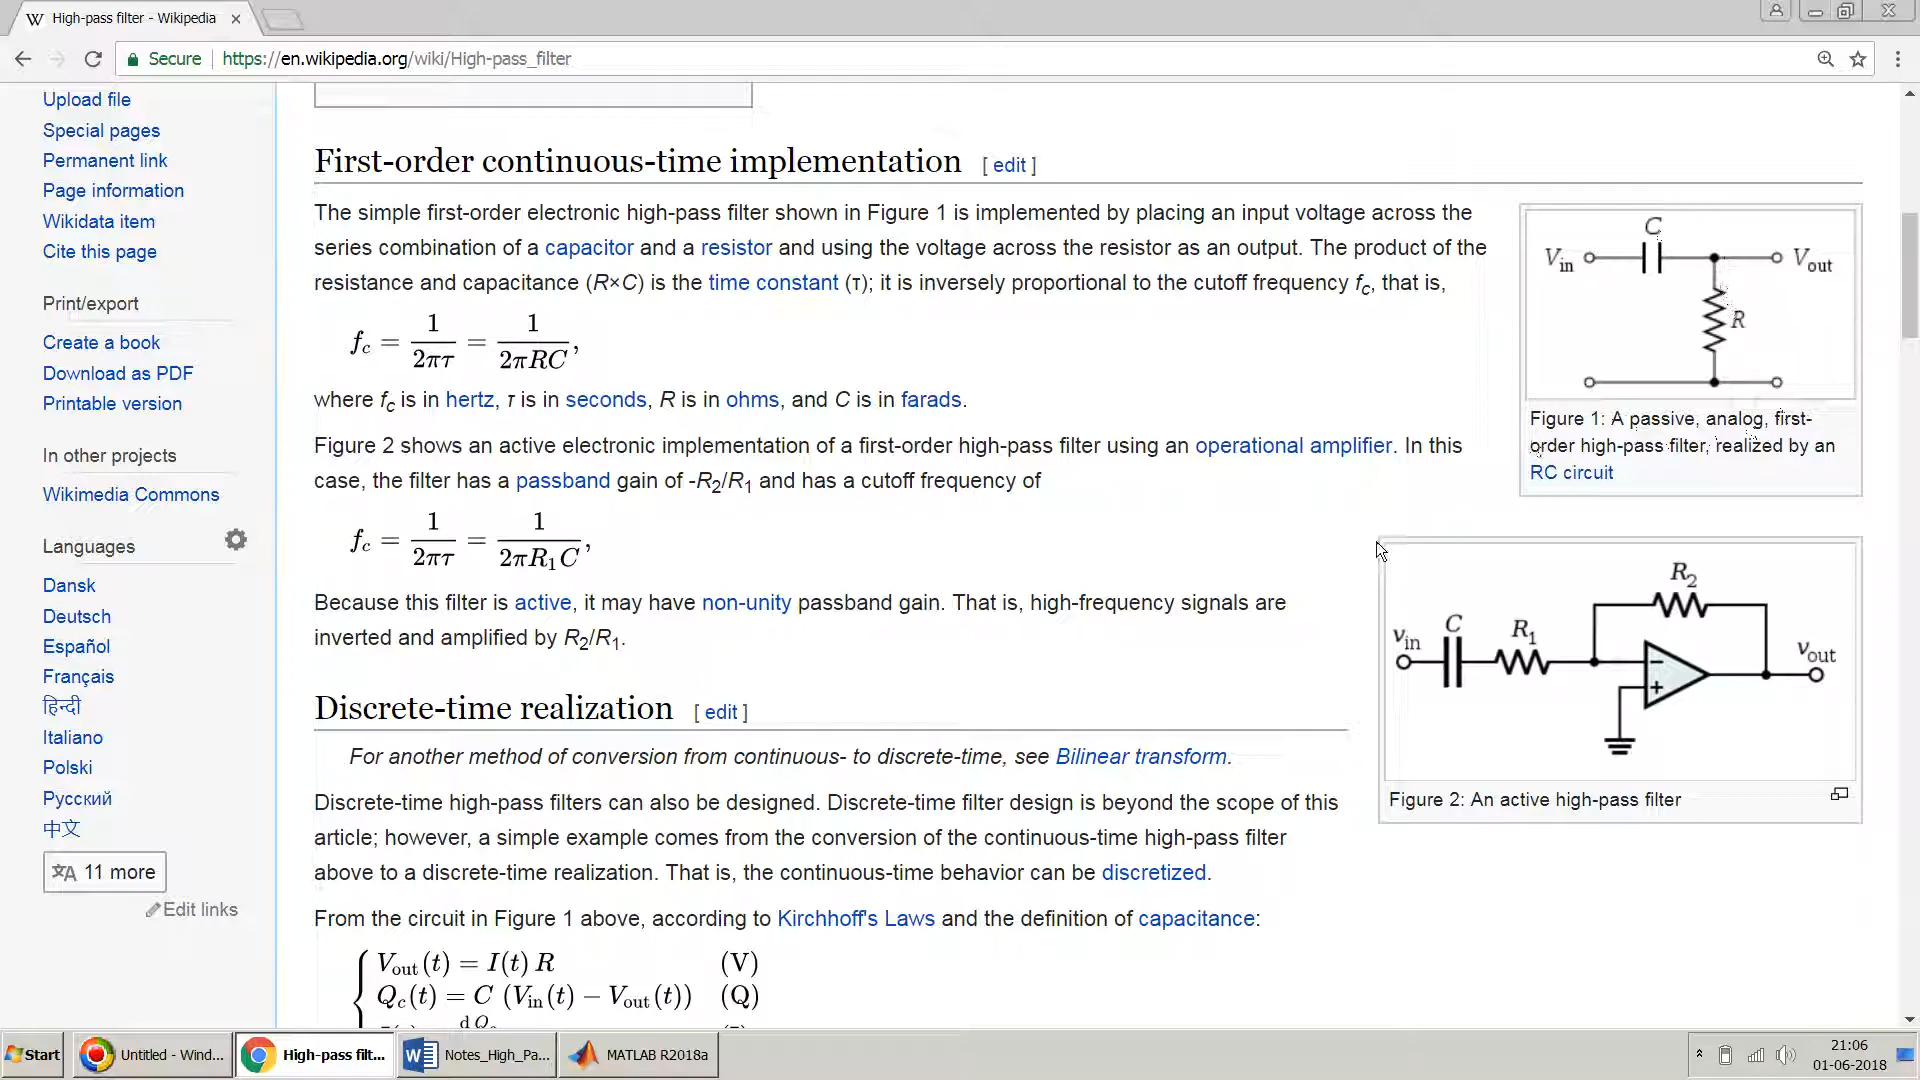 High-pass filter - Wikipedia
Secure
https://en.wikipedia.org/wiki/High-pass_filter
Upload file
Special pages
Permanent link
Page information
Wikidata item
Cite this page
Print/export
Create a book
Download as PDF
Printable version
In other projects
Wikimedia Commons
Languages
Dansk
Deutsch
Español
Français
हिन्दी
Italiano
Polski
Русский
中文
11 more
Edit links
First-order continuous-time implementation [ edit ]
The simple first-order electronic high-pass filter shown in Figure 1 is implemented by placing an input voltage across the
series combination of a capacitor and a resistor and using the voltage across the resistor as an output. The product of the
resistance and capacitance (R×C) is the time constant (τ); it is inversely proportional to the cutoff frequency fc, that is,
fc = 1/2πτ = 1/2πRC,
where fc is in hertz, τ is in seconds, R is in ohms, and C is in farads.
Figure 2 shows an active electronic implementation of a first-order high-pass filter using an operational amplifier. In this
case, the filter has a passband gain of -R2/R1 and has a cutoff frequency of
fc = 1/2πτ = 1/2πR1C,
Because this filter is active, it may have non-unity passband gain. That is, high-frequency signals are
inverted and amplified by R2/R1.
Discrete-time realization [ edit ]
For another method of conversion from continuous- to discrete-time, see Bilinear transform.
Discrete-time high-pass filters can also be designed. Discrete-time filter design is beyond the scope of this
article; however, a simple example comes from the conversion of the continuous-time high-pass filter
above to a discrete-time realization. That is, the continuous-time behavior can be discretized.
From the circuit in Figure 1 above, according to Kirchhoff's Laws and the definition of capacitance:
Vout(t) = I(t) R (V)
Qc(t) = C (Vin(t) − Vout(t)) (Q)
C
Vin
Vout
R
Figure 1: A passive, analog, first-
order high-pass filter, realized by an
RC circuit
R2
vin
C
R1
−
+
vout
Figure 2: An active high-pass filter
Start
Untitled - Wind...
High-pass filt...
Notes_High_Pa...
MATLAB R2018a
21:06
01-06-2018